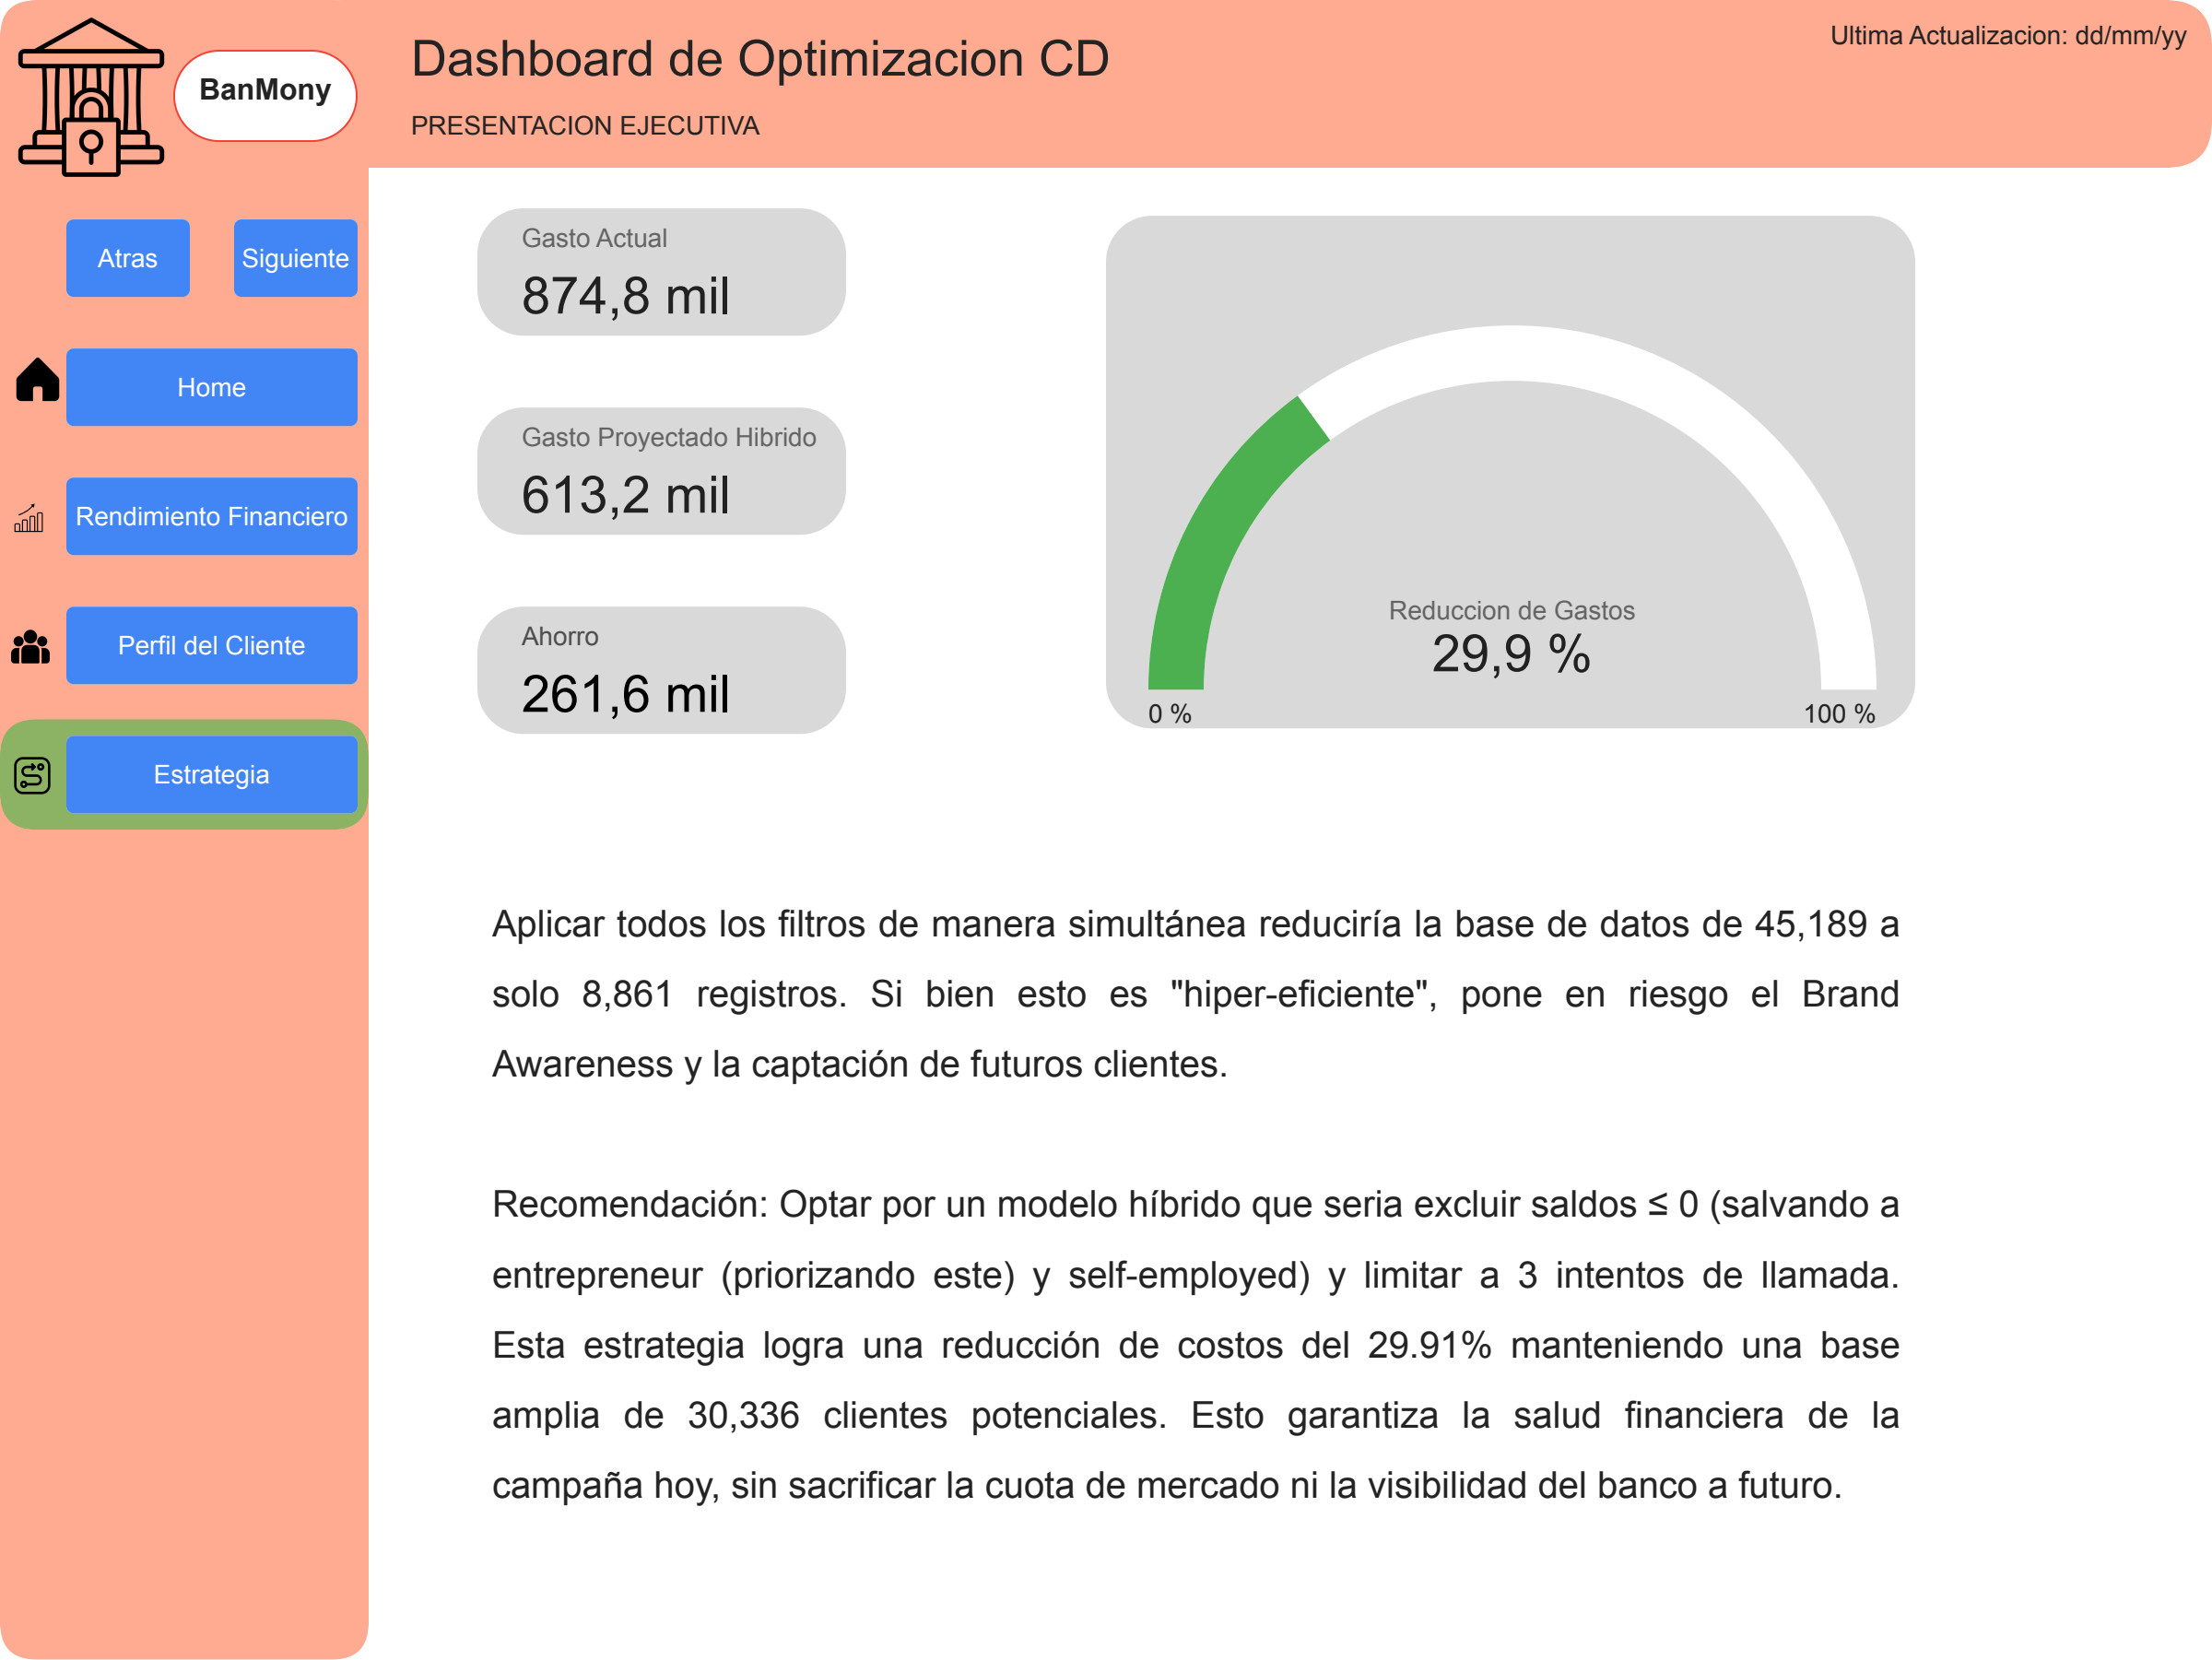 BanMony
Dashboard de Optimizacion CD
PRESENTACION EJECUTIVA
Ultima Actualizacion: dd/mm/yy
Atras
Siguiente
Home
Rendimiento Financiero
Perfil del Cliente
Estrategia
Gasto Actual
874,8 mil
Gasto Proyectado Hibrido
613,2 mil
Ahorro
261,6 mil
Reduccion de Gastos
29,9 %
0 %
100 %
Aplicar todos los filtros de manera simultánea reduciría la base de datos de 45,189 a
solo 8,861 registros. Si bien esto es "hiper-eficiente", pone en riesgo el Brand
Awareness y la captación de futuros clientes.
Recomendación: Optar por un modelo híbrido que seria excluir saldos ≤ 0 (salvando a
entrepreneur (priorizando este) y self-employed) y limitar a 3 intentos de llamada.
Esta estrategia logra una reducción de costos del 29.91% manteniendo una base
amplia de 30,336 clientes potenciales. Esto garantiza la salud financiera de la
campaña hoy, sin sacrificar la cuota de mercado ni la visibilidad del banco a futuro.